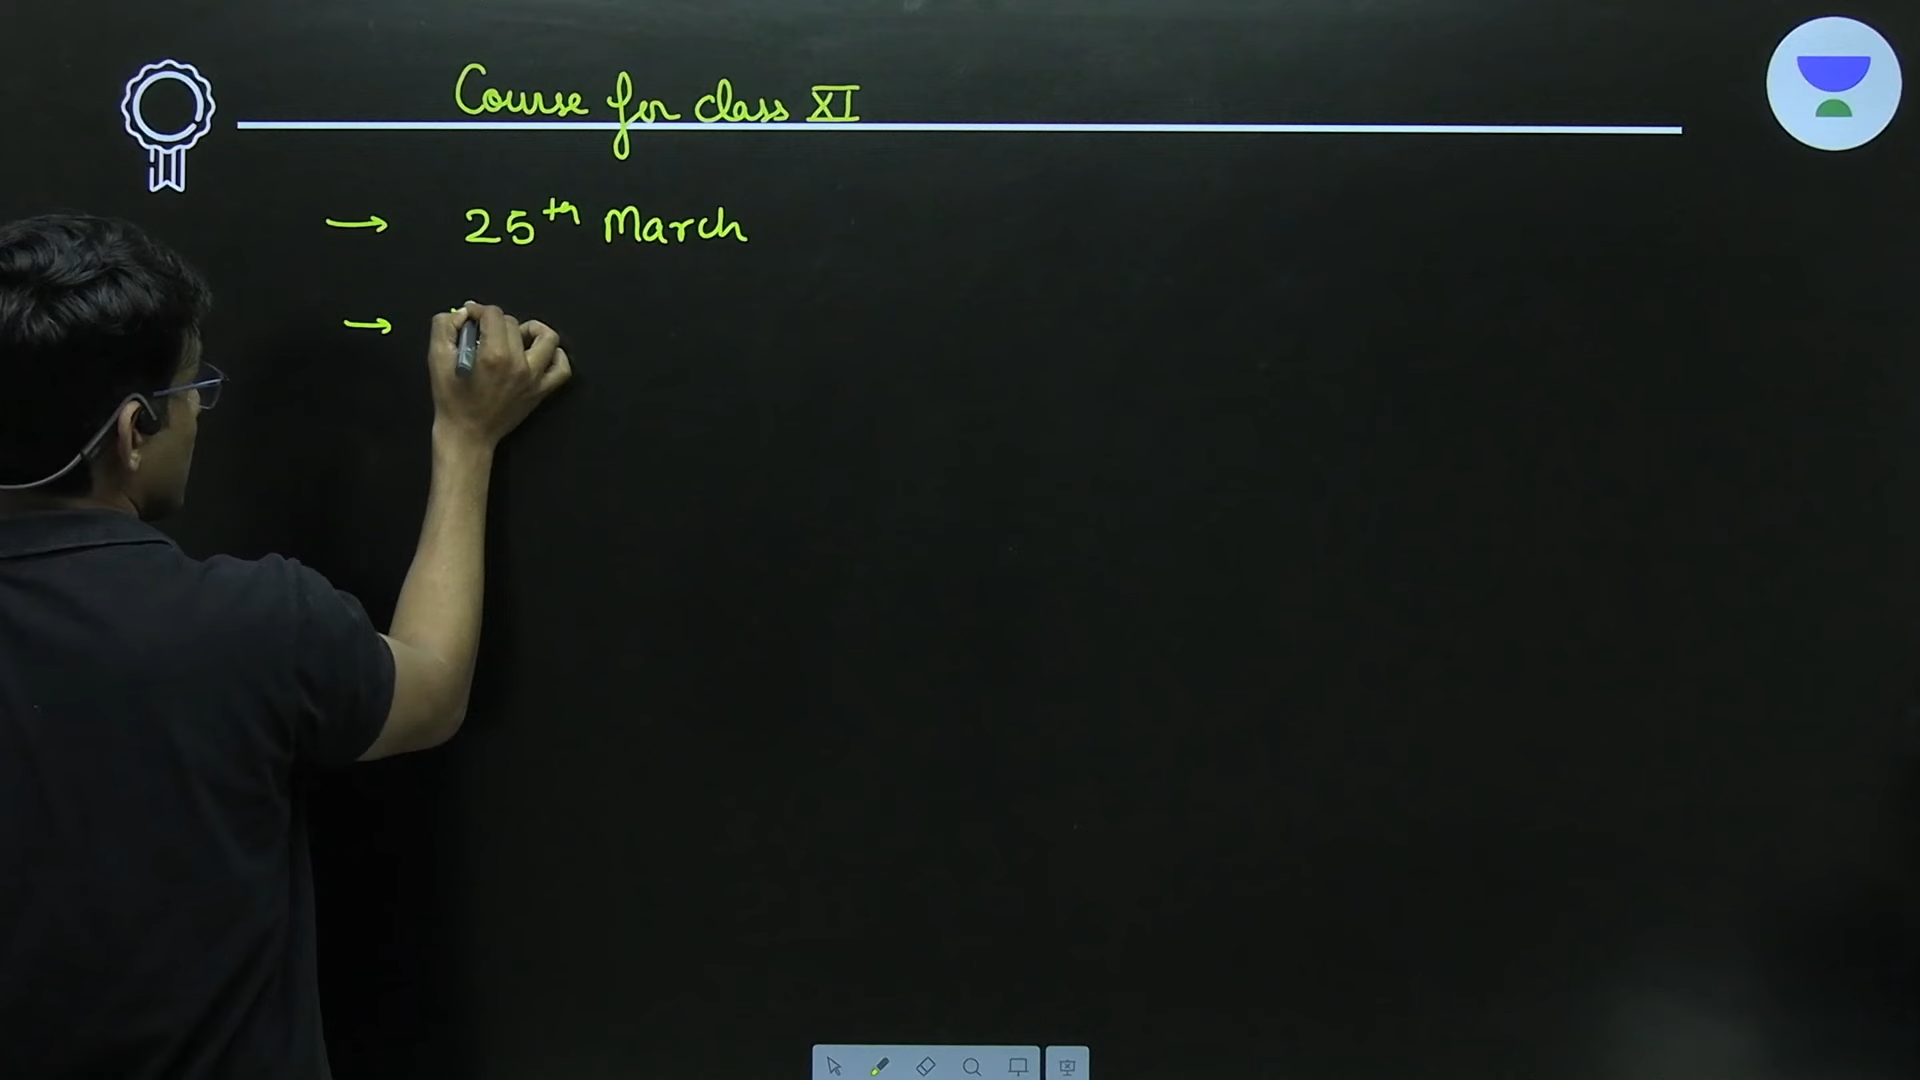 Course for class XI
→ 25th March
→